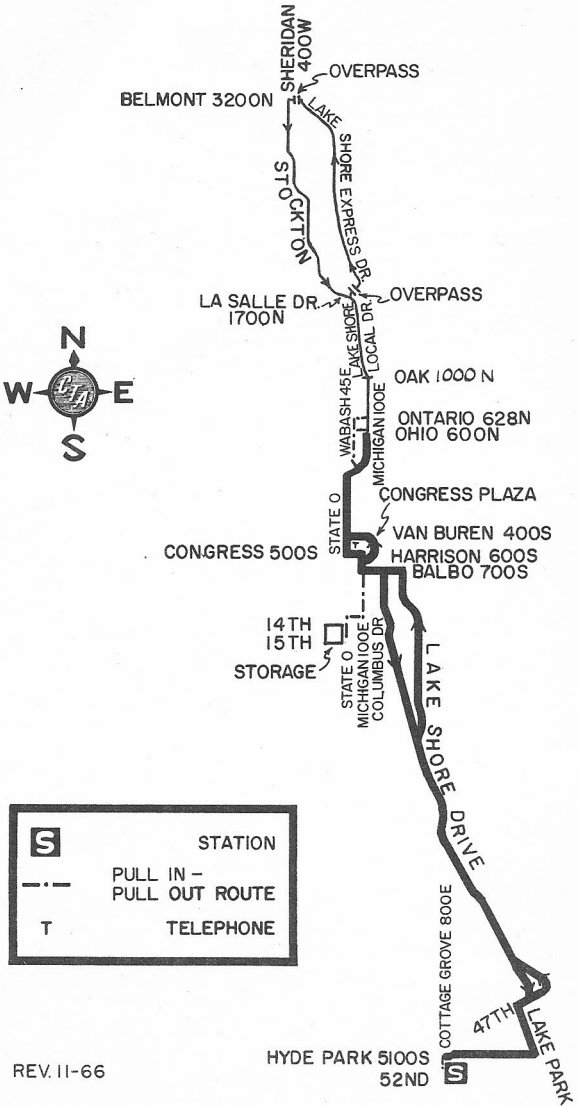 SHERIDAN
400W
OVERPASS
BELMONT 3200N
LAKE SHORE EXPRESS DR.
STOCKTON
LA SALLE DR.
1700N
OVERPASS
LAKE SHORE
LOCAL DR.
N
W CTA E
S
OAK 1000 N
WABASH 45E
MICHIGAN 100E
ONTARIO 628N
OHIO 600N
CONGRESS PLAZA
STATE 0
VAN BUREN 400S
T
CONGRESS 500S
HARRISON 600S
BALBO 700S
14TH
15TH
STORAGE
STATE 0
MICHIGAN 100E
COLUMBUS DR
LAKE SHORE DRIVE
S STATION
PULL IN -
PULL OUT ROUTE
T TELEPHONE
COTTAGE GROVE 800E
47TH
LAKE PARK
HYDE PARK 5100S
52ND
S
REV. 11-66